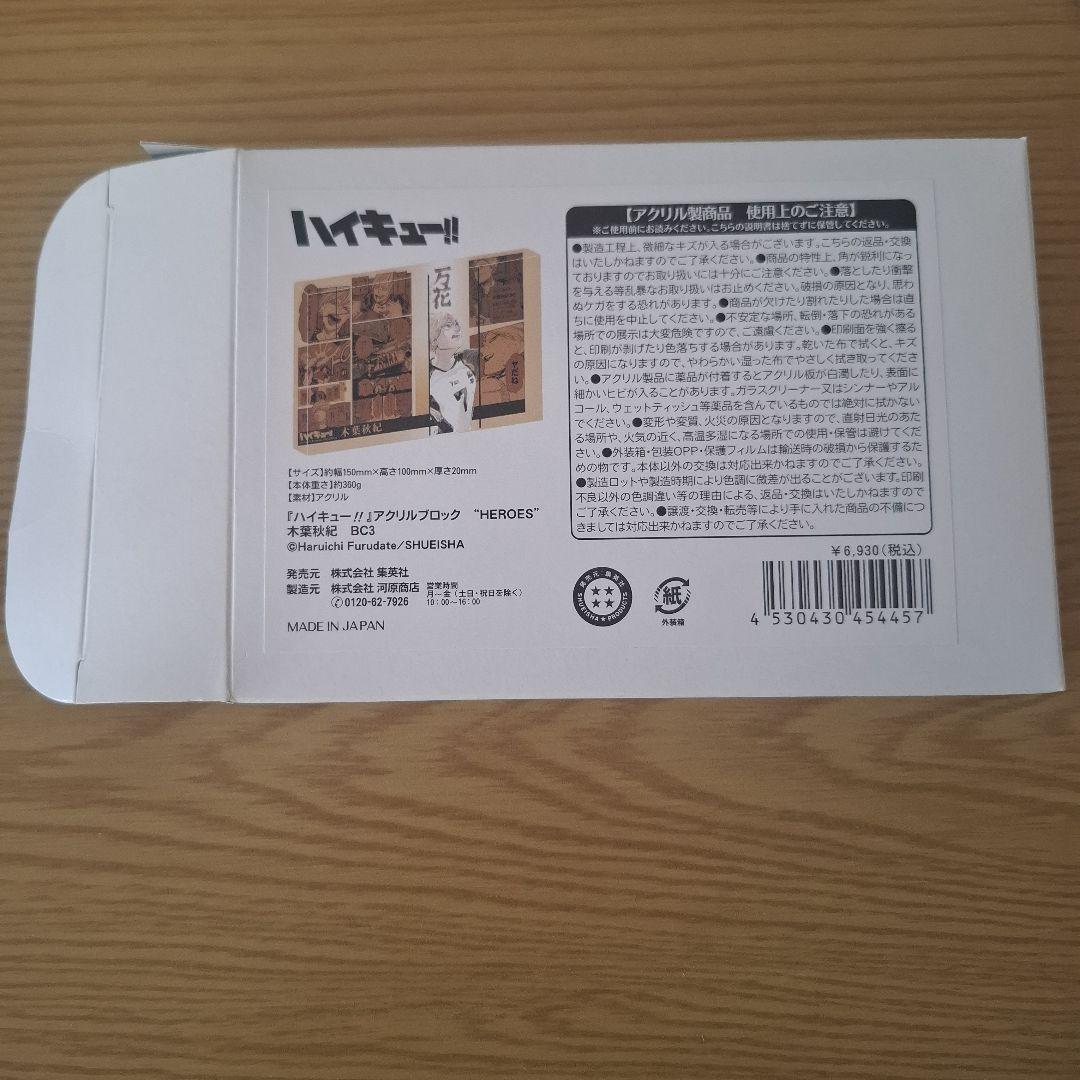 ハイキュー!!
万花
ハイキュー!! 木葉秋紀
【サイズ】約幅150mm×高さ100mm×厚さ20mm
【本体重さ】約360g
【素材】アクリル
『ハイキュー!!』アクリルブロック “HEROES”
木葉秋紀 BC3
©Haruichi Furudate/SHUEISHA
発売元 株式会社 集英社
製造元 株式会社 河原商店
0120-62-7926
営業時間
月～金（土日・祝日を除く）
10：00～16：00
MADE IN JAPAN
【アクリル製商品 使用上のご注意】
※ご使用前にお読みください。こちらの説明書は捨てずに保管してください。
●製造工程上、微細なキズが入る場合がございます。こちらの返品・交換
はいたしかねますのでご了承ください。●商品の特性上、角が鋭利になっ
ておりますのでお取り扱いには十分にご注意ください。●落としたり衝撃
を与える等乱暴なお取り扱いはお止めください。破損の原因となり、思わ
ぬケガをする恐れがあります。●商品が欠けたり割れたりした場合は直
ちに使用を中止してください。●不安定な場所、転倒・落下の恐れがある
場所での展示は大変危険ですので、ご遠慮ください。●印刷面を強く擦る
と、印刷が剥げたり色落ちする場合があります。乾いた布で拭くと、キズ
の原因になりますので、やわらかい湿った布でやさしく拭き取ってくださ
い。●アクリル製品に薬品が付着するとアクリル板が白濁したり、表面に
細かいヒビが入ることがあります。ガラスクリーナー又はシンナーやアル
コール、ウェットティッシュ等薬品を含んでいるものでは絶対に拭かない
でください。●変形や変質、火災の原因となりますので、直射日光のあた
る場所や、火気の近く、高温多湿になる場所での使用・保管は避けてくだ
さい。●外装箱・包装OPP・保護フィルムは輸送時の破損から保護するた
めの物です。本体以外の交換は対応出来かねますのでご了承ください。
●製造ロットや製造時期により色調に微差が出ることがございます。印刷
不良以外の色調違い等の理由による、返品・交換はいたしかねますので
ご了承ください。●譲渡・交換・転売等により手に入れた商品の不備につ
きましては対応出来かねますのでご了承ください。
¥6,930（税込）
発売元：集英社
SHUEISHA★PRODUCTS
紙
外装箱
4 530430 454457